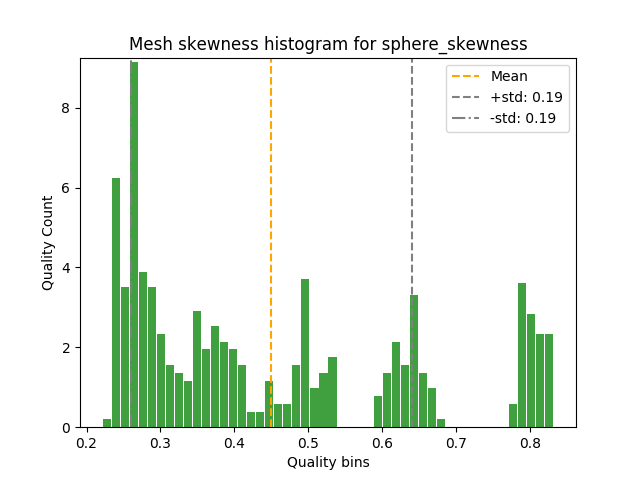 Mesh skewness histogram for sphere_skewness
Mean
+std: 0.19
-std: 0.19
Quality Count
8
6
4
2
0
0.2 0.3 0.4 0.5 0.6 0.7 0.8
Quality bins